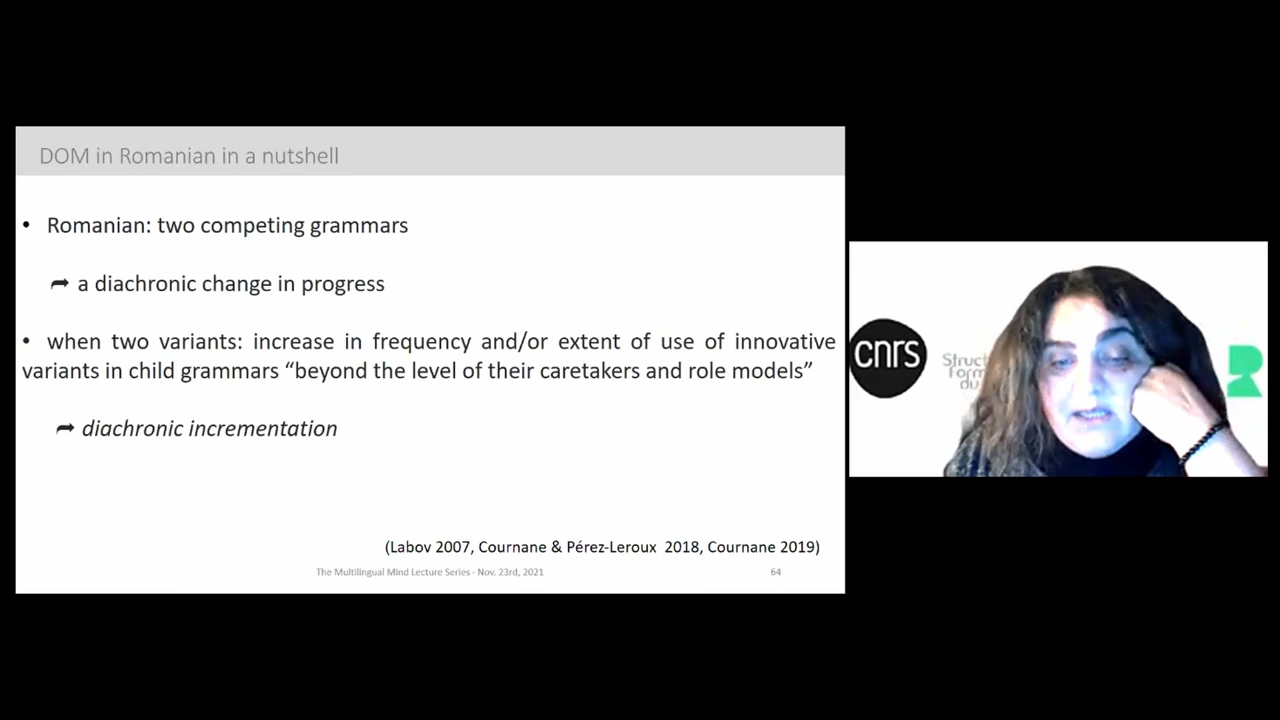 DOM in Romanian in a nutshell
• Romanian: two competing grammars
➦ a diachronic change in progress
• when two variants: increase in frequency and/or extent of use of innovative
variants in child grammars “beyond the level of their caretakers and role models”
➦ diachronic incrementation
(Labov 2007, Cournane & Pérez-Leroux 2018, Cournane 2019)
The Multilingual Mind Lecture Series - Nov. 23rd, 2021
64
cnrs